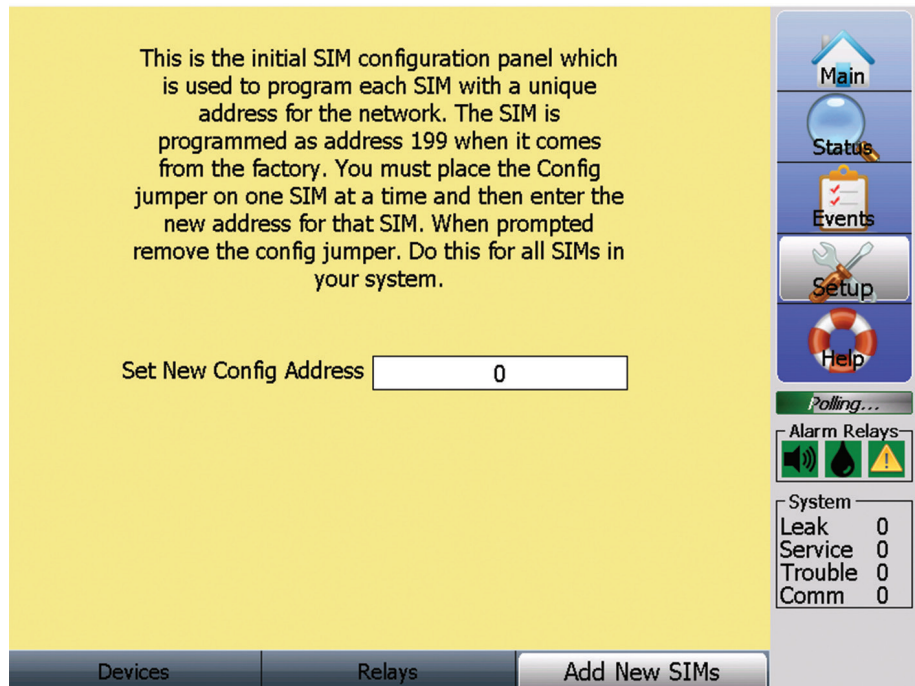 This is the initial SIM configuration panel which
is used to program each SIM with a unique
address for the network. The SIM is
programmed as address 199 when it comes
from the factory. You must place the Config
jumper on one SIM at a time and then enter the
new address for that SIM. When prompted
remove the config jumper. Do this for all SIMs in
your system.
Set New Config Address 0
Devices Relays Add New SIMs
Main
Status
Events
Setup
Help
Polling...
Alarm Relays
System
Leak 0
Service 0
Trouble 0
Comm 0